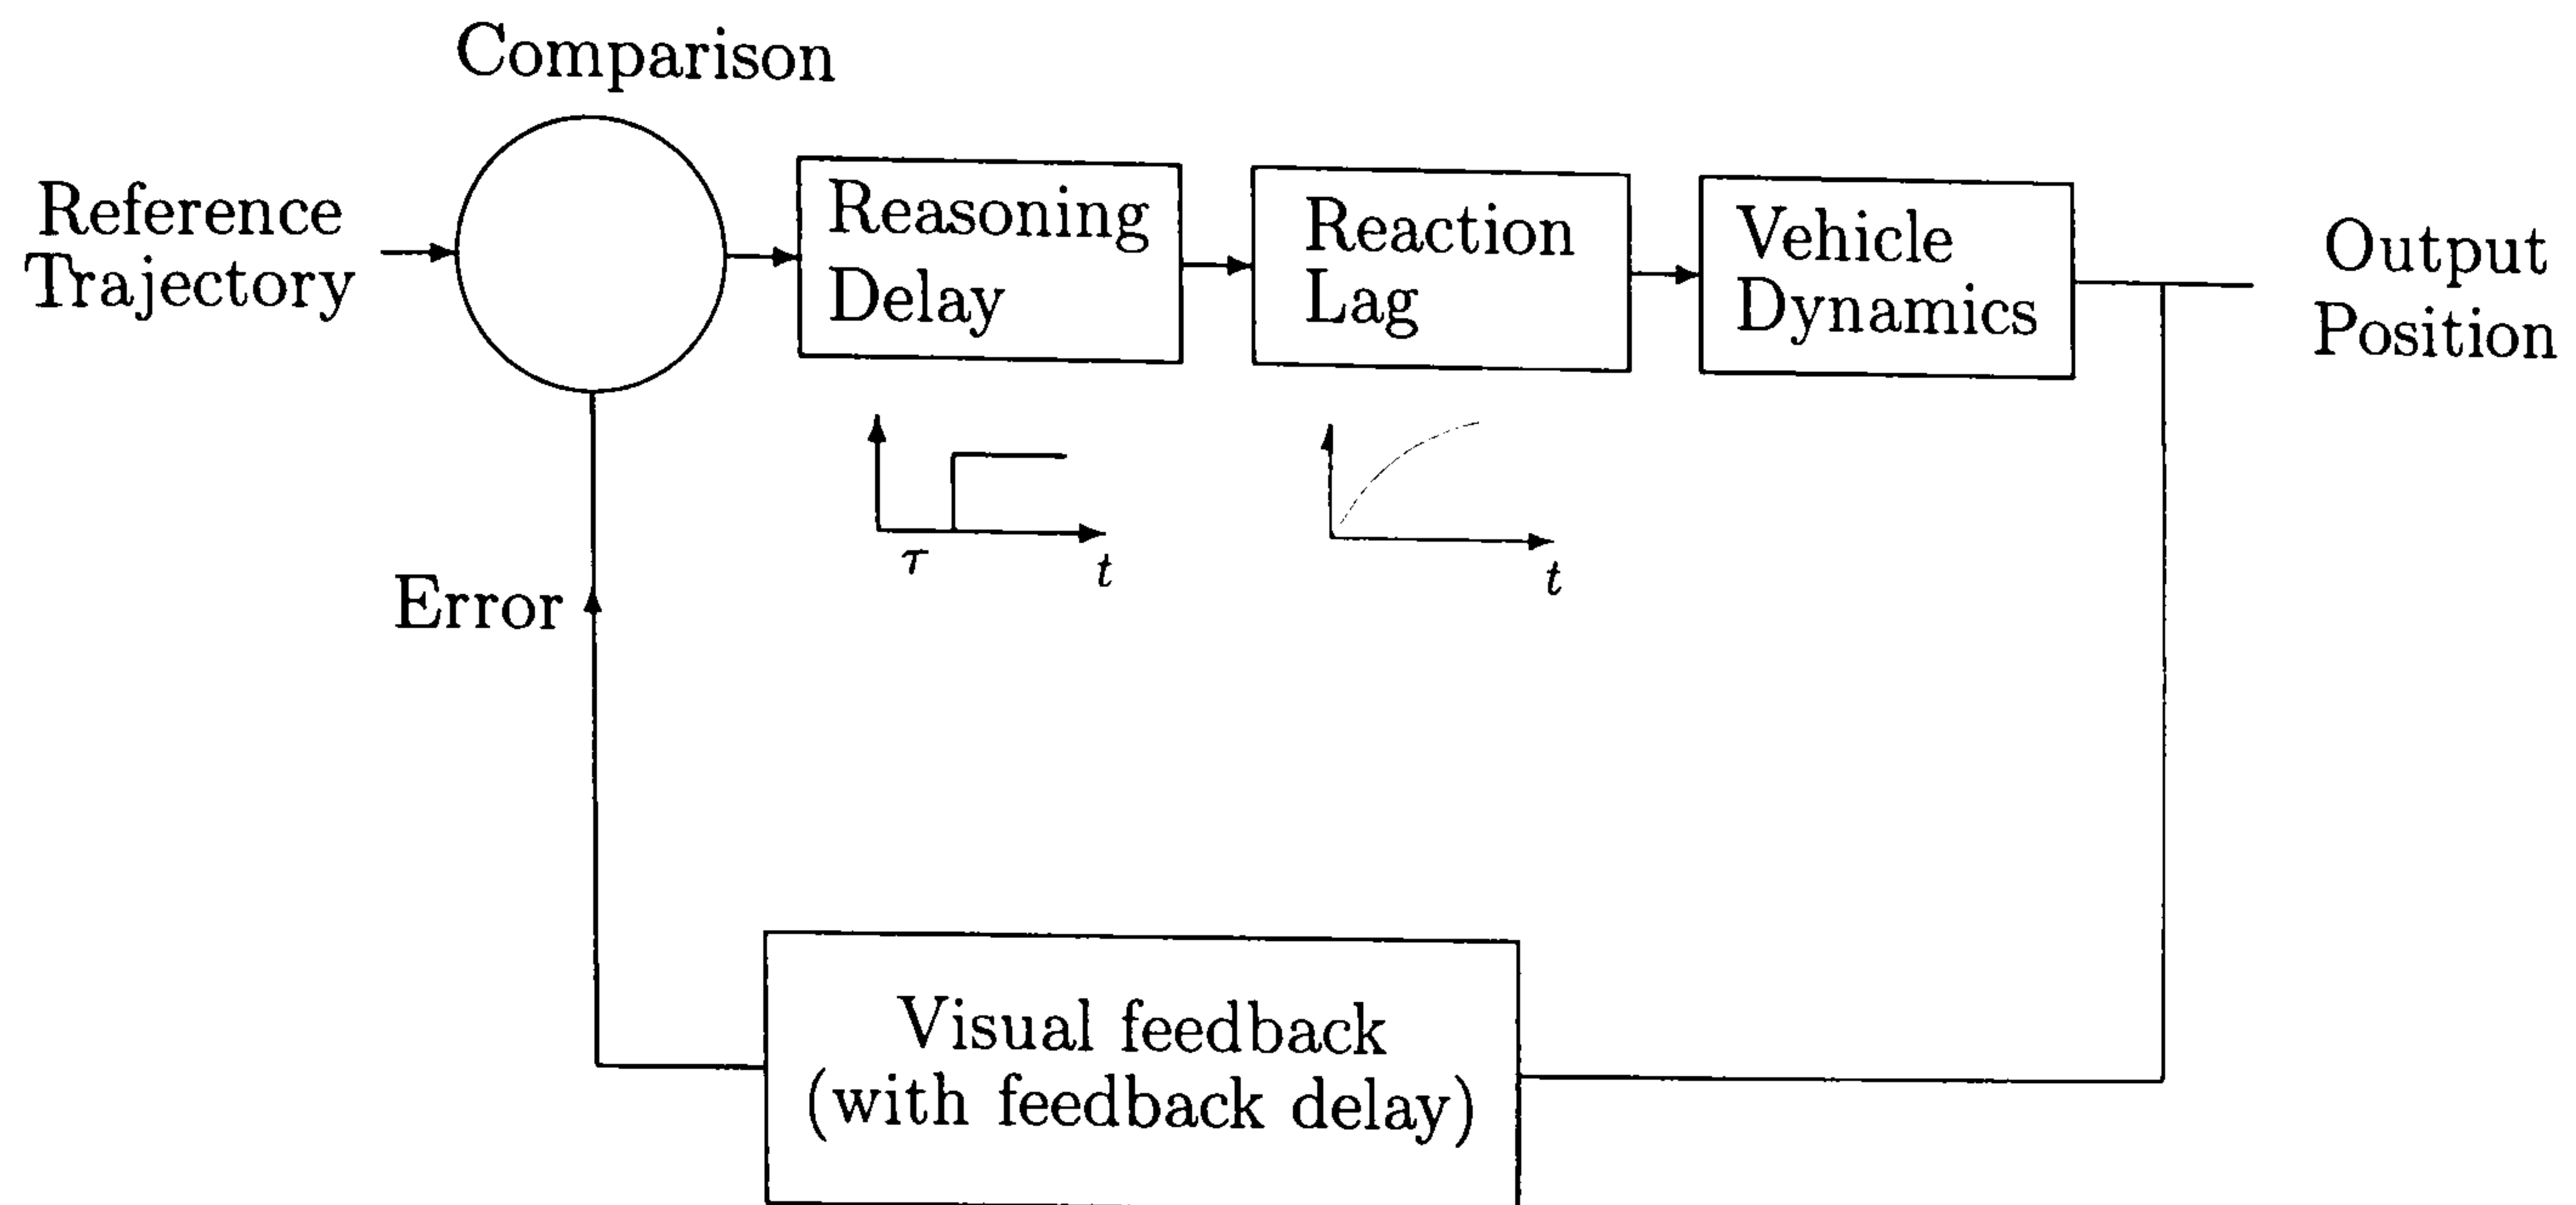 Comparison
Reference
Trajectory
Reasoning
Delay
Reaction
Lag
Vehicle
Dynamics
Output
Position
τ
t
t
Error
Visual feedback
(with feedback delay)